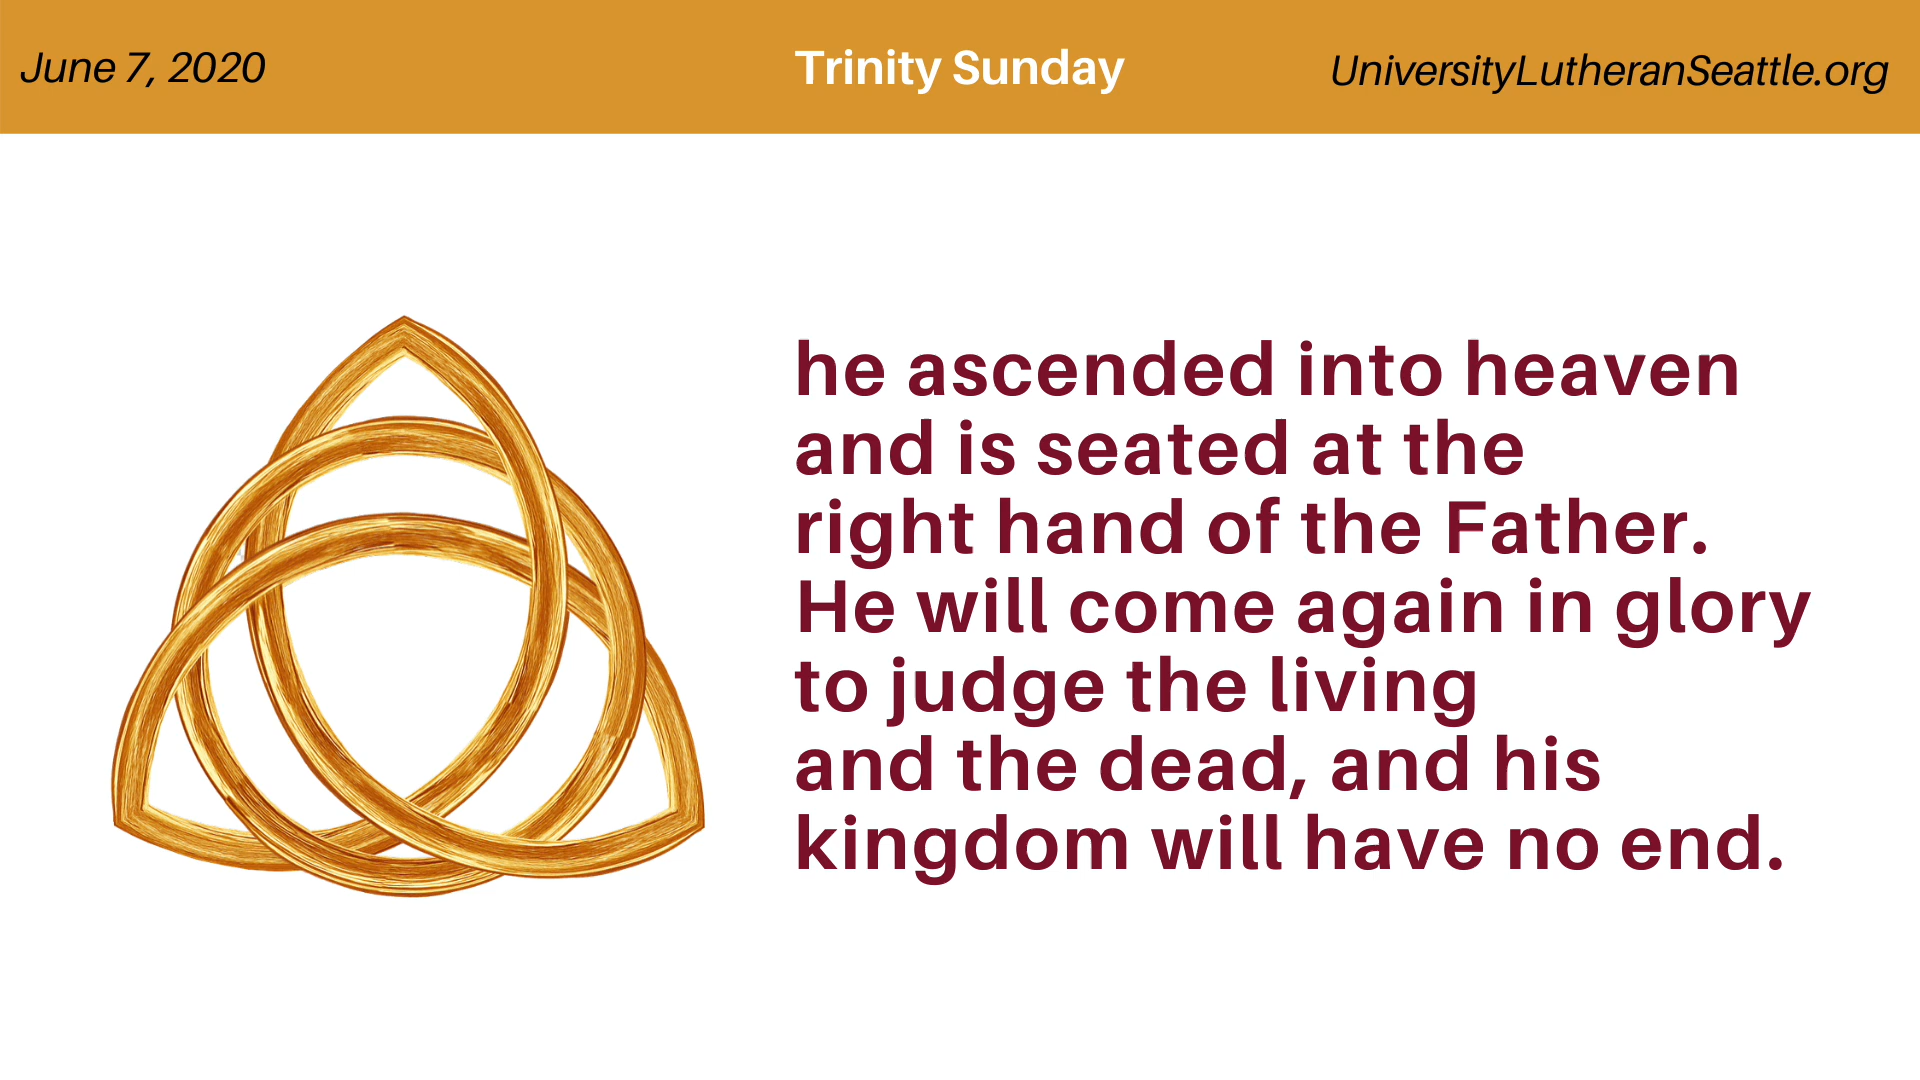 June 7, 2020
Trinity Sunday
UniversityLutheranSeattle.org
he ascended into heaven
and is seated at the
right hand of the Father.
He will come again in glory
to judge the living
and the dead, and his
kingdom will have no end.